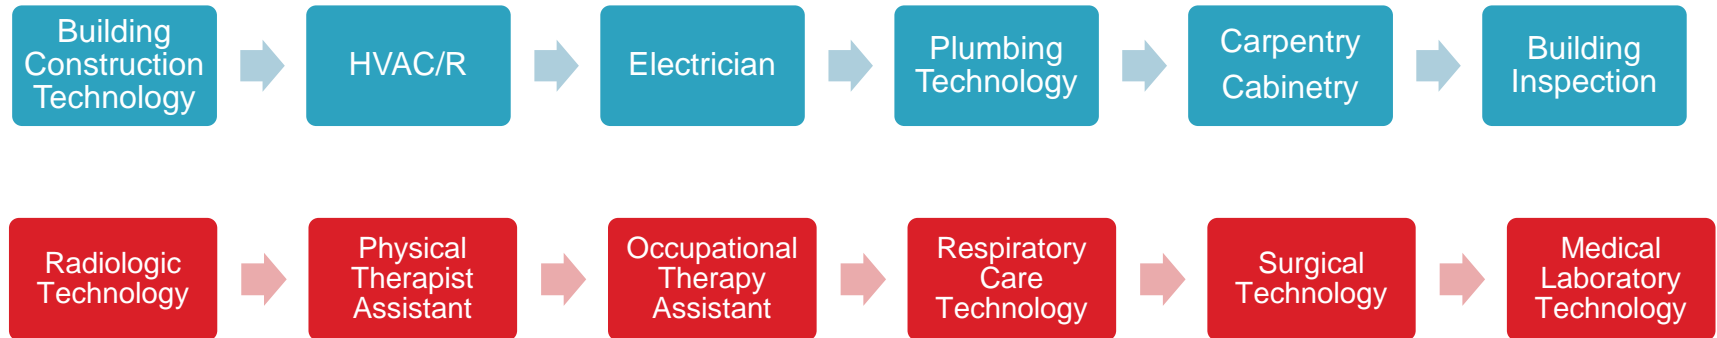 Building
Construction
Technology
HVAC/R
Electrician
Plumbing
Technology
Carpentry
Cabinetry
Building
Inspection
Radiologic
Technology
Physical
Therapist
Assistant
Occupational
Therapy
Assistant
Respiratory
Care
Technology
Surgical
Technology
Medical
Laboratory
Technology